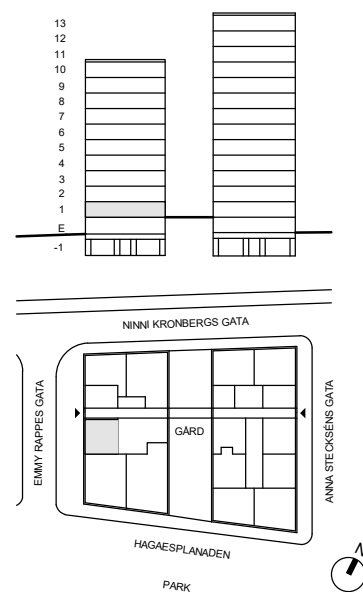 13
12
11
10
9
8
7
6
5
4
3
2
1
E
-1
NINNI KRONBERGS GATA
EMMY RAPPES GATA
GÅRD
ANNA STECKSÉNS GATA
HAGAESPLANADEN
PARK
N